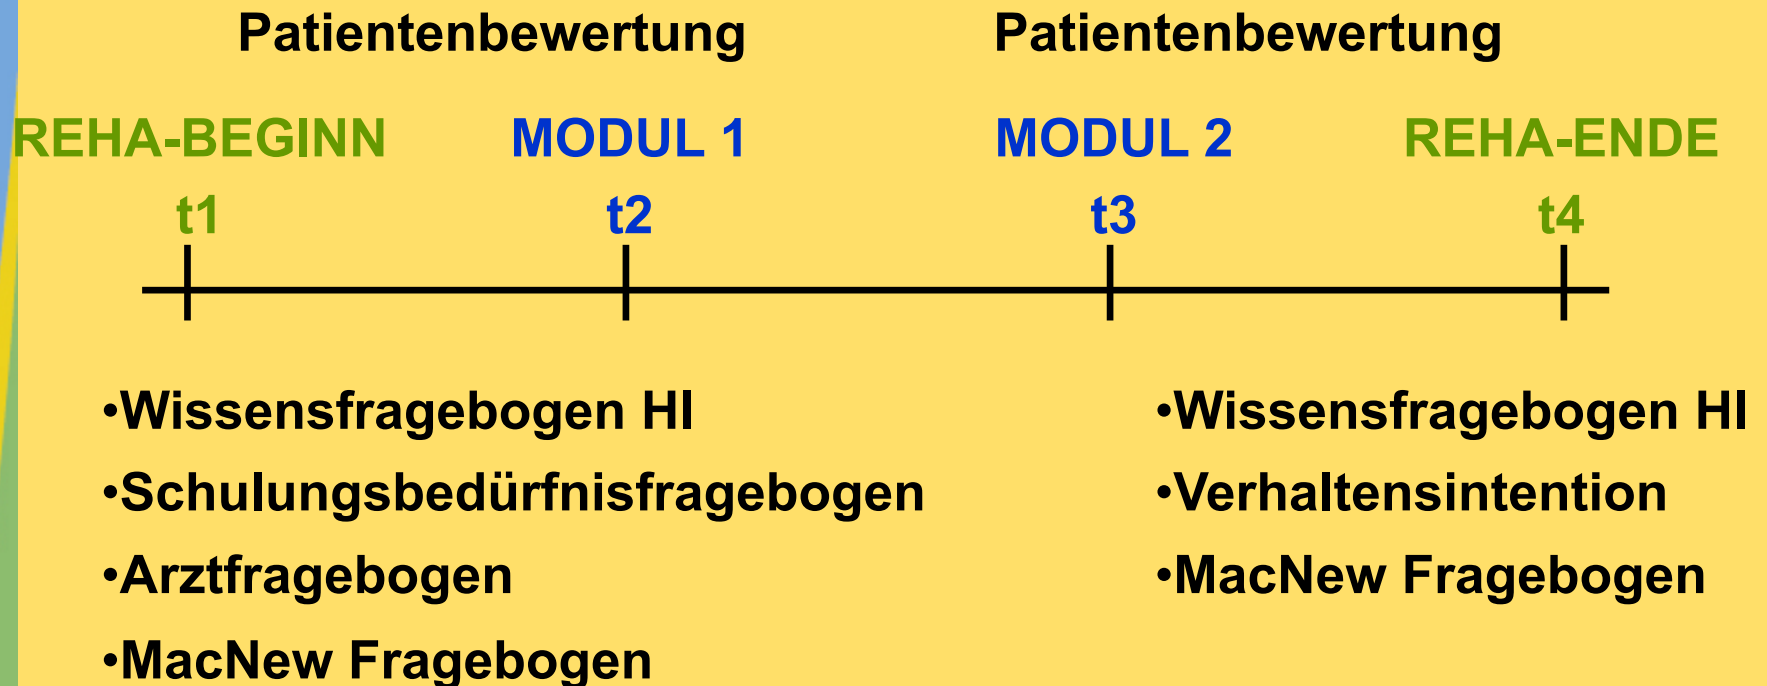 Patientenbewertung Patientenbewertung
REHA-BEGINN MODUL 1 MODUL 2 REHA-ENDE
t1 t2 t3 t4
•Wissensfragebogen HI
•Schulungsbedürfnisfragebogen
•Arztfragebogen
•MacNew Fragebogen
•Wissensfragebogen HI
•Verhaltensintention
•MacNew Fragebogen